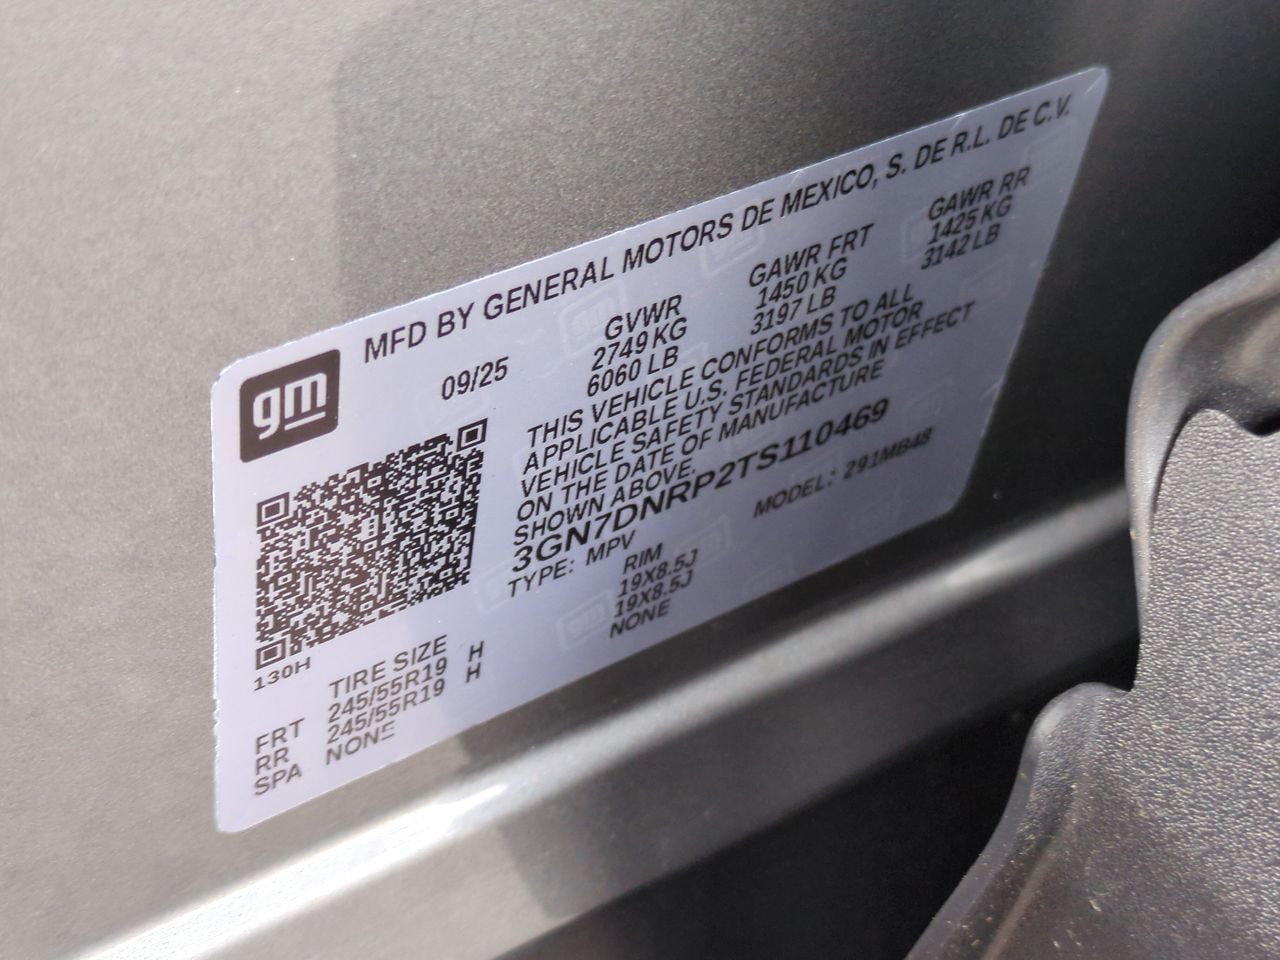 MFD BY GENERAL MOTORS DE MEXICO, S. DE R.L. DE C.V.
gm
09/25
GVWR GAWR FRT GAWR RR
2749 KG 1450 KG 1425 KG
6060 LB 3197 LB 3142 LB
THIS VEHICLE CONFORMS TO ALL
APPLICABLE U.S. FEDERAL MOTOR
VEHICLE SAFETY STANDARDS IN EFFECT
ON THE DATE OF MANUFACTURE
SHOWN ABOVE.
3GN7DNRP2TS110469
TYPE: MPV MODEL: 291MB48
130H
TIRE SIZE RIM
FRT 245/55R19 H 19X8.5J
RR 245/55R19 H 19X8.5J
SPA NONE NONE